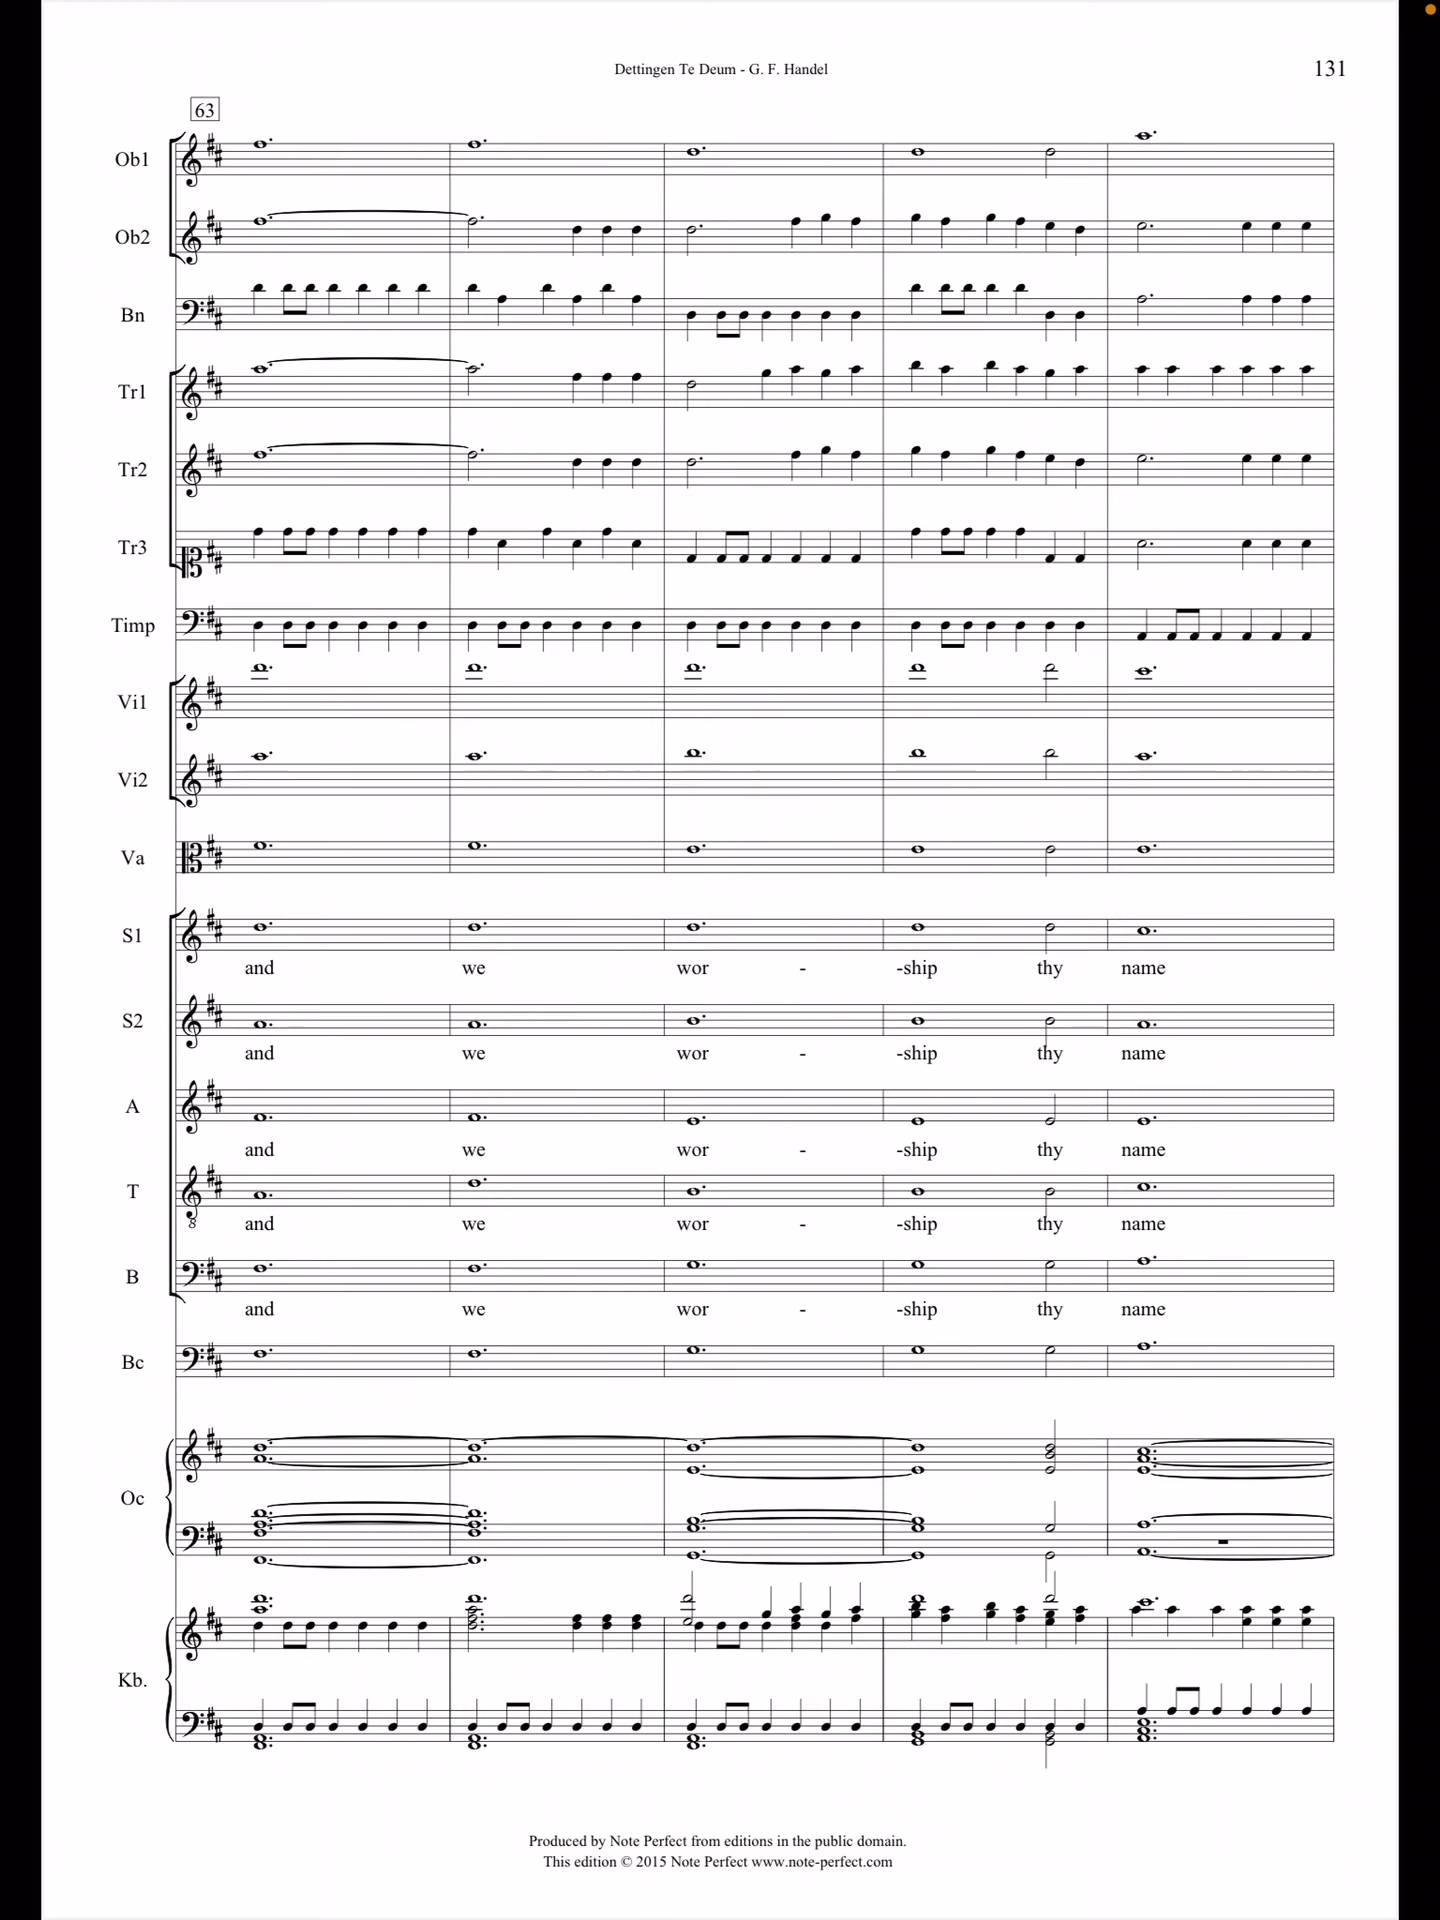 Dettingen Te Deum - G. F. Handel
131
63
Ob1
Ob2
Bn
Tr1
Tr2
Tr3
Timp
Vi1
Vi2
Va
S1
and we wor - -ship thy name
S2
and we wor - -ship thy name
A
and we wor - -ship thy name
T
8
and we wor - -ship thy name
B
and we wor - -ship thy name
Bc
Oc
Kb.
Produced by Note Perfect from editions in the public domain.
This edition © 2015 Note Perfect www.note-perfect.com